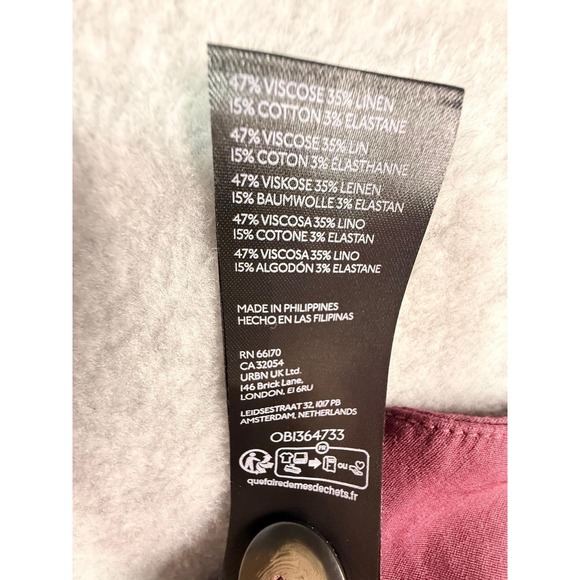 47% VISCOSE 35% LINEN
15% COTTON 3% ELASTANE
47% VISCOSE 35% LIN
15% COTON 3% ELASTHANNE
47% VISKOSE 35% LEINEN
15% BAUMWOLLE 3% ELASTAN
47% VISCOSA 35% LINO
15% COTONE 3% ELASTAN
47% VISCOSA 35% LINO
15% ALGODÓN 3% ELASTANE
MADE IN PHILIPPINES
HECHO EN LAS FILIPINAS
RN 66170
CA 32054
URBN UK Ltd.
146 Brick Lane,
LONDON, E1 6RU
LEIDSESTRAAT 32, 1017 PB
AMSTERDAM, NETHERLANDS
OB1364733
FR
OU
quefairedemesdechets.fr